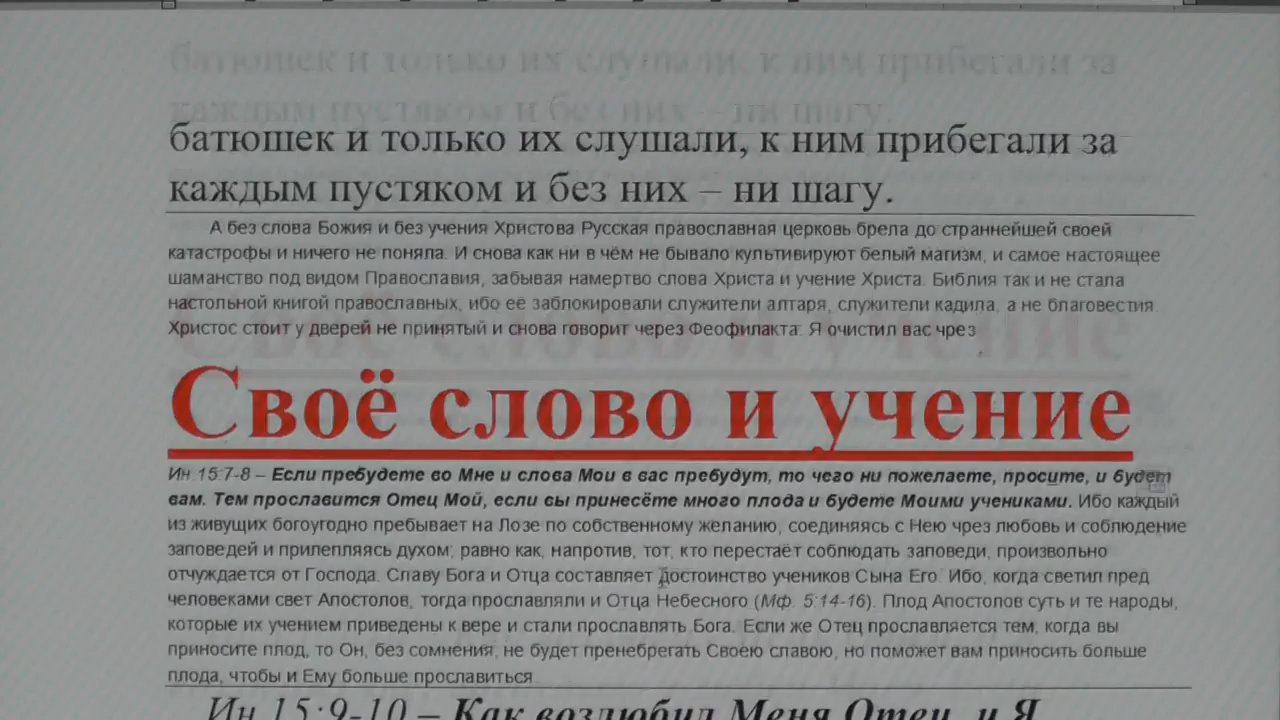 батюшек и только их слушали, к ним прибегали за
каждым пустяком и без них – ни шагу.
А без слова Божия и без учения Христова Русская православная церковь брела до страннейшей своей
катастрофы и ничего не поняла. И снова как ни в чём не бывало культивируют белый магизм, и самое настоящее
шаманство под видом Православия, забывая намертво слова Христа и учение Христа. Библия так и не стала
настольной книгой православных, ибо её заблокировали служители алтаря, служители кадила, а не благовестия.
Христос стоит у дверей не принятый и снова говорит через Феофилакта: Я очистил вас чрез
Своё слово и учение
Ин 15:7-8 – Если пребудете во Мне и слова Мои в вас пребудут, то чего ни пожелаете, просите, и будет
вам. Тем прославится Отец Мой, если вы принесёте много плода и будете Моими учениками. Ибо каждый
из живущих богоугодно пребывает на Лозе по собственному желанию, соединяясь с Нею чрез любовь и соблюдение
заповедей и прилепляясь духом; равно как, напротив, тот, кто перестаёт соблюдать заповеди, произвольно
отчуждается от Господа. Славу Бога и Отца составляет достоинство учеников Сына Его. Ибо, когда светил пред
человеками свет Апостолов, тогда прославляли и Отца Небесного (Мф. 5:14-16). Плод Апостолов суть и те народы,
которые их учением приведены к вере и стали прославлять Бога. Если же Отец прославляется тем, когда вы
приносите плод, то Он, без сомнения, не будет пренебрегать Своею славою, но поможет вам приносить больше
плода, чтобы и Ему больше прославиться.
Ин 15:9-10 – Как возлюбил Меня Отец, и Я